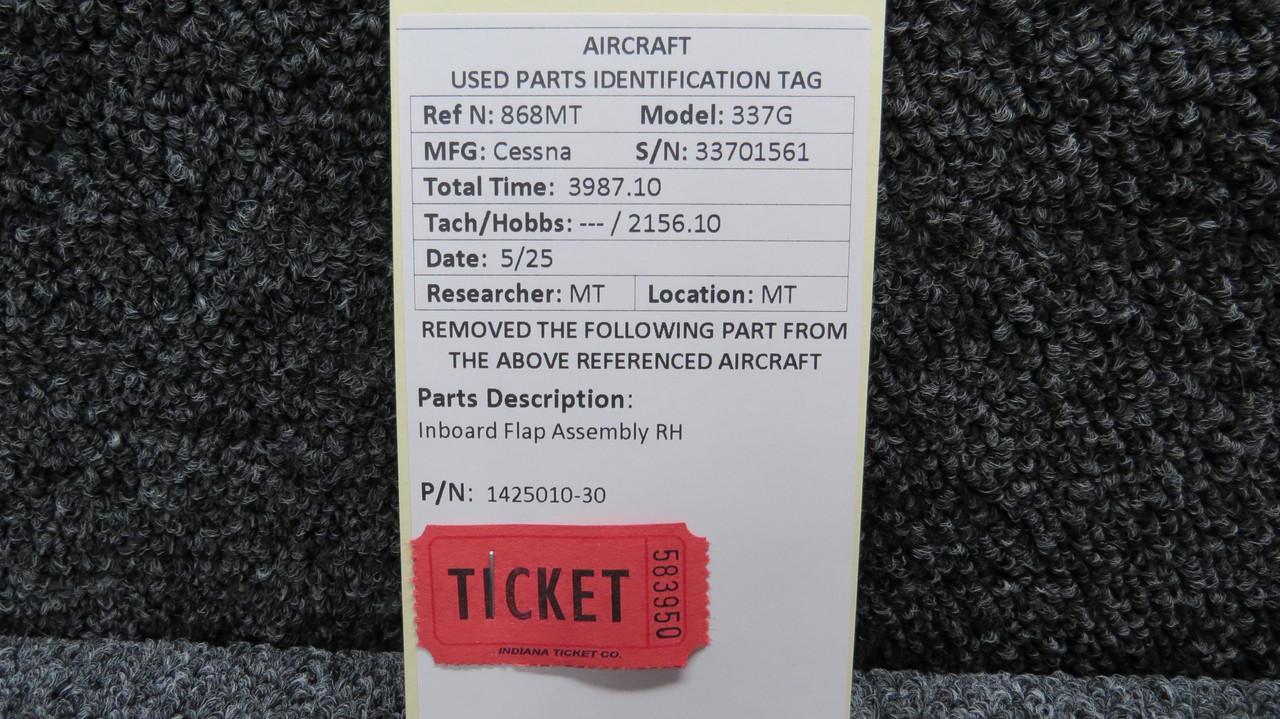 AIRCRAFT
USED PARTS IDENTIFICATION TAG
Ref N: 868MT Model: 337G
MFG: Cessna S/N: 33701561
Total Time: 3987.10
Tach/Hobbs: --- / 2156.10
Date: 5/25
Researcher: MT Location: MT
REMOVED THE FOLLOWING PART FROM
THE ABOVE REFERENCED AIRCRAFT
Parts Description:
Inboard Flap Assembly RH
P/N: 1425010-30
TICKET
583950
INDIANA TICKET CO.